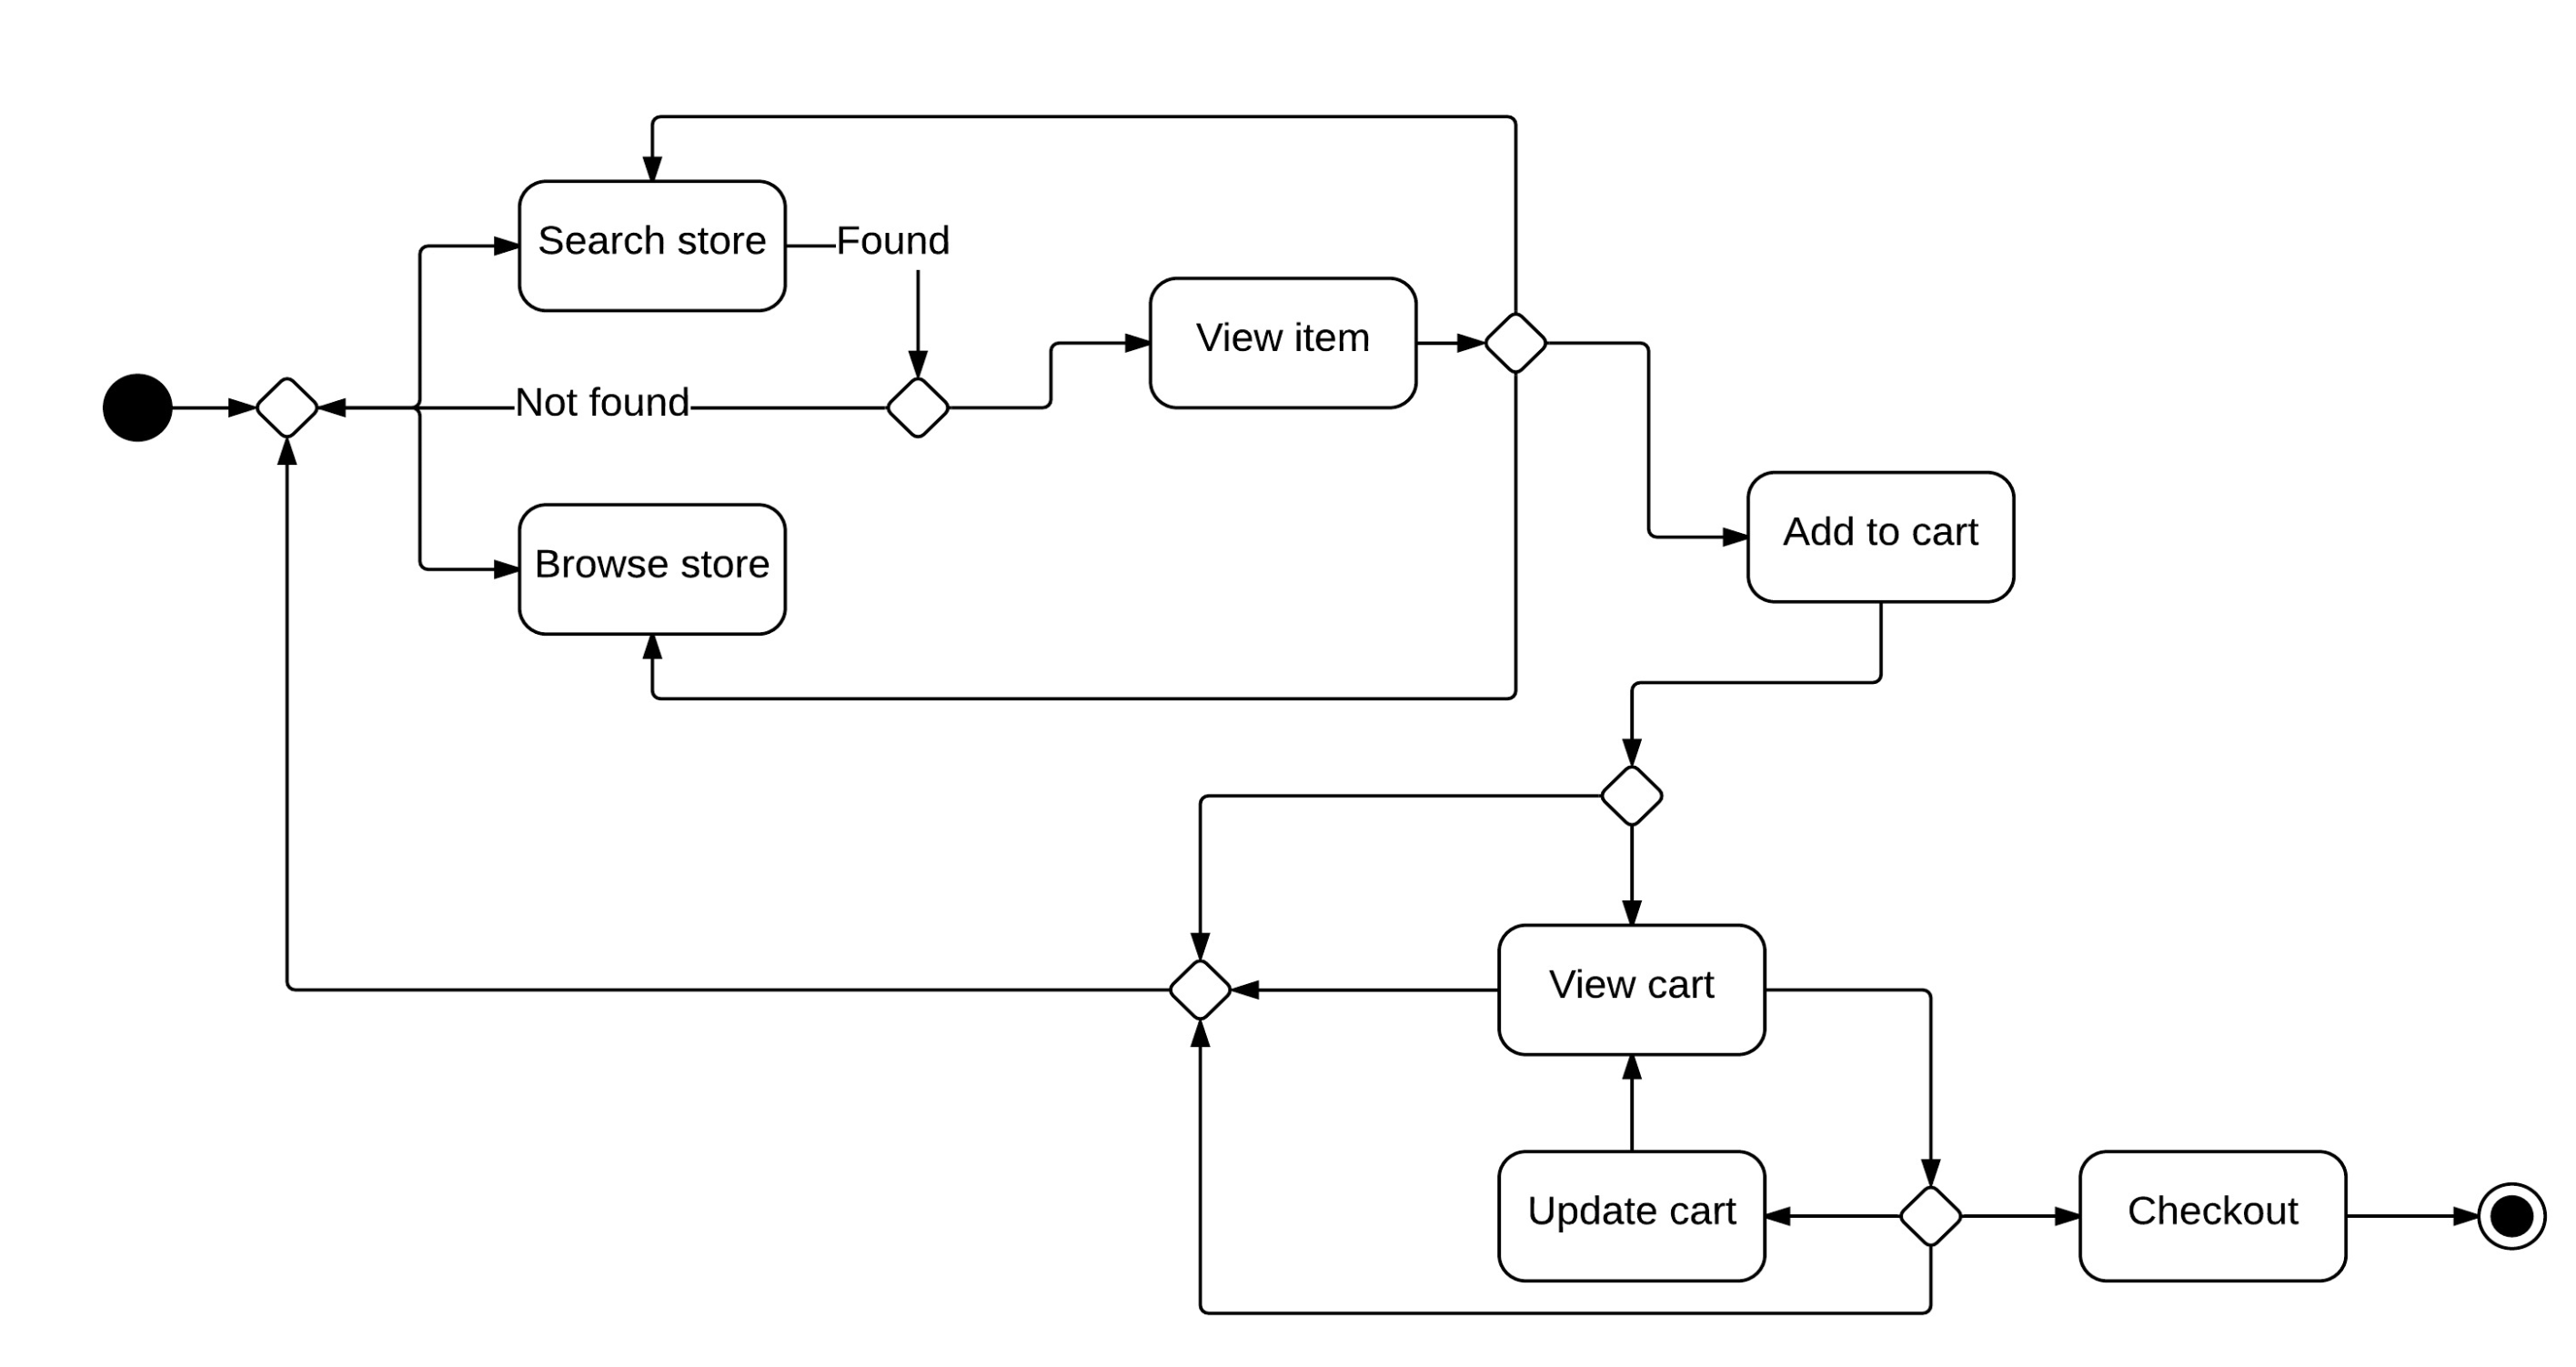 Search store
Found
View item
Not found
Add to cart
Browse store
View cart
Update cart
Checkout